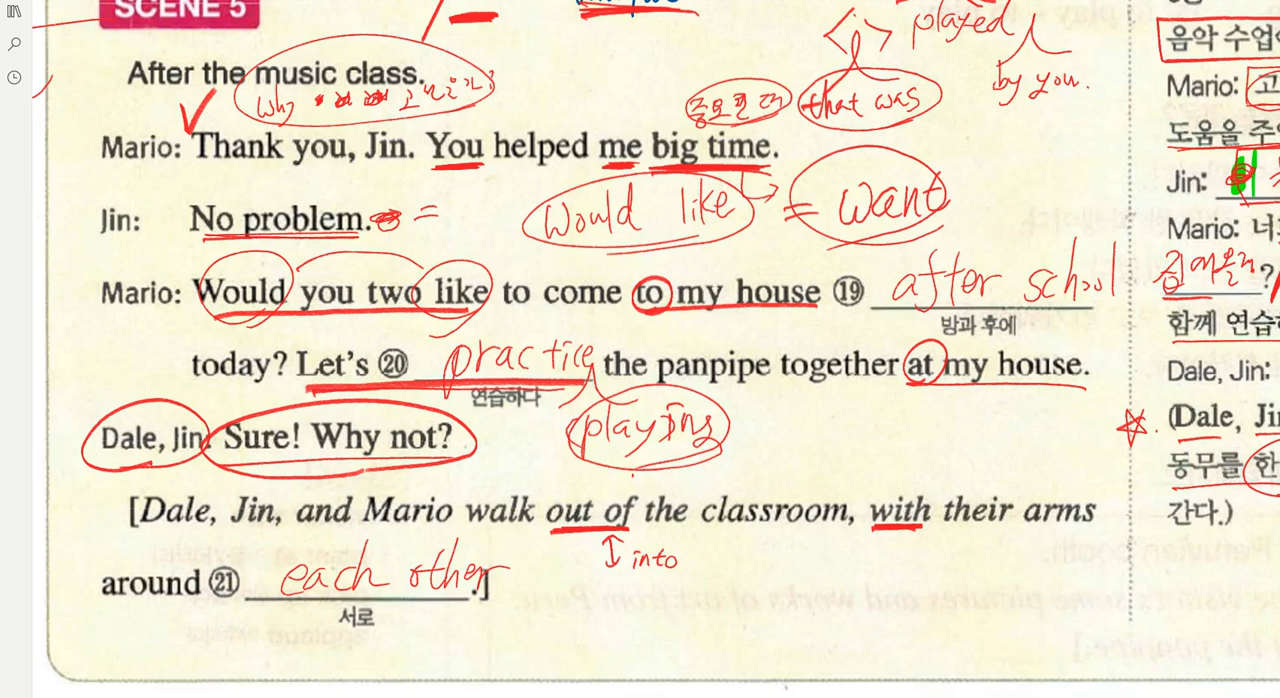 SCENE 5
played
by you.
After the music class.
why
that was
Mario: Thank you, Jin. You helped me big time.
would like = want
Jin: No problem. =
Mario: Would you two like to come to my house ⑲ after school
방과 후에
today? Let's ⑳ practice the panpipe together at my house.
연습하다
playing
Dale, Jin: Sure! Why not?
[Dale, Jin, and Mario walk out of the classroom, with their arms
into
around ㉑ each other.]
서로
음악 수업
Mario: 고
도움을 주
Jin:
Mario: 너
?
함께 연습
Dale, Jin:
(Dale, Ji
동무를 한
간다.)